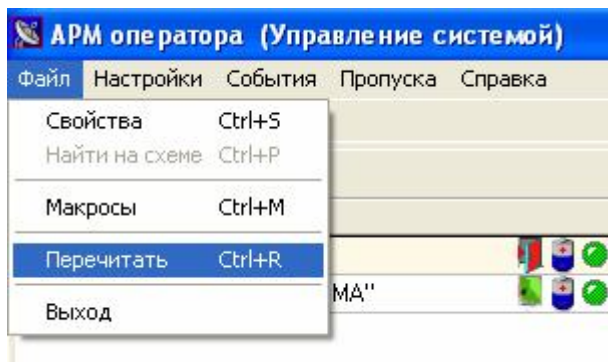 АРМ оператора (Управление системой)
Файл Настройки События Пропуска Справка
Свойства Ctrl+S
Найти на схеме Ctrl+P
Макросы Ctrl+M
Перечитать Ctrl+R
МА"
Выход